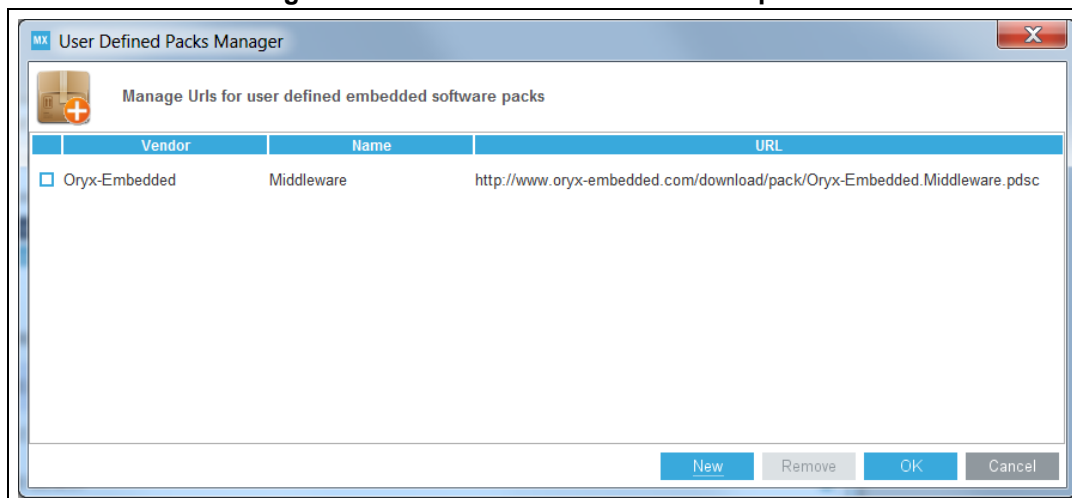 MX User Defined Packs Manager
X
Manage Urls for user defined embedded software packs
Vendor Name URL
Oryx-Embedded Middleware http://www.oryx-embedded.com/download/pack/Oryx-Embedded.Middleware.pdsc
New Remove OK Cancel